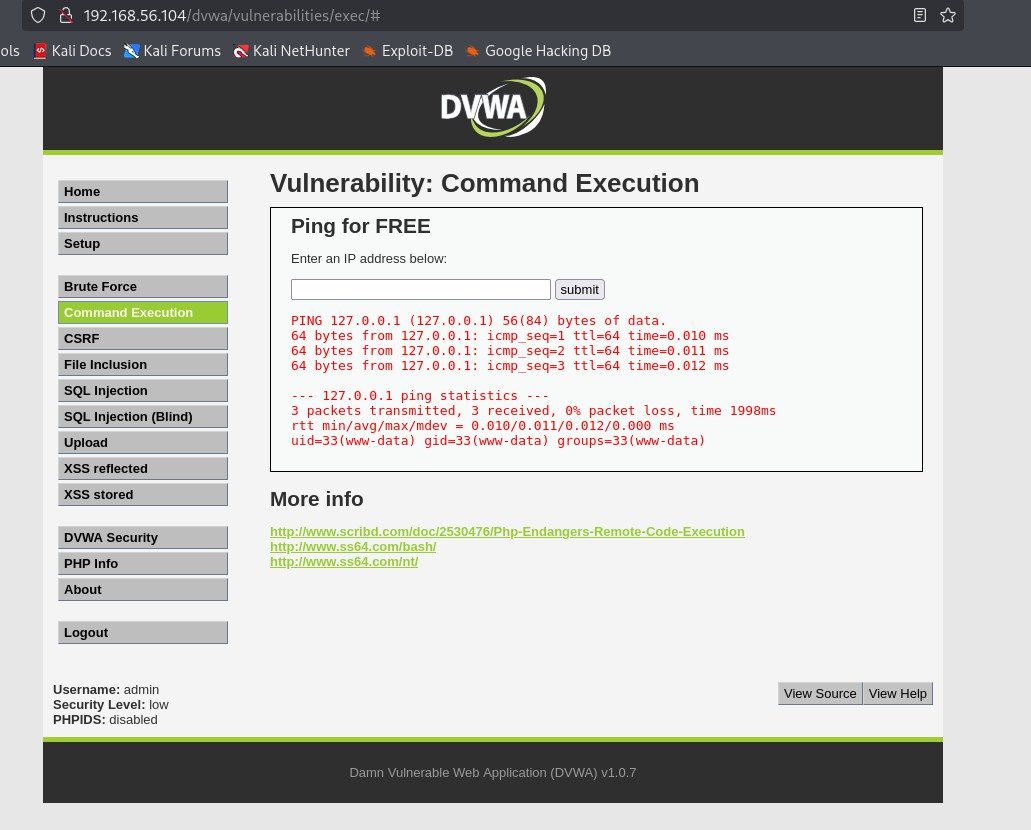 192.168.56.104/dvwa/vulnerabilities/exec/#
ols Kali Docs Kali Forums Kali NetHunter Exploit-DB Google Hacking DB
DVWA
Home
Instructions
Setup
Brute Force
Command Execution
CSRF
File Inclusion
SQL Injection
SQL Injection (Blind)
Upload
XSS reflected
XSS stored
DVWA Security
PHP Info
About
Logout
Vulnerability: Command Execution
Ping for FREE
Enter an IP address below:
submit
PING 127.0.0.1 (127.0.0.1) 56(84) bytes of data.
64 bytes from 127.0.0.1: icmp_seq=1 ttl=64 time=0.010 ms
64 bytes from 127.0.0.1: icmp_seq=2 ttl=64 time=0.011 ms
64 bytes from 127.0.0.1: icmp_seq=3 ttl=64 time=0.012 ms
--- 127.0.0.1 ping statistics ---
3 packets transmitted, 3 received, 0% packet loss, time 1998ms
rtt min/avg/max/mdev = 0.010/0.011/0.012/0.000 ms
uid=33(www-data) gid=33(www-data) groups=33(www-data)
More info
http://www.scribd.com/doc/2530476/Php-Endangers-Remote-Code-Execution
http://www.ss64.com/bash/
http://www.ss64.com/nt/
Username: admin
Security Level: low
PHPIDS: disabled
View Source View Help
Damn Vulnerable Web Application (DVWA) v1.0.7